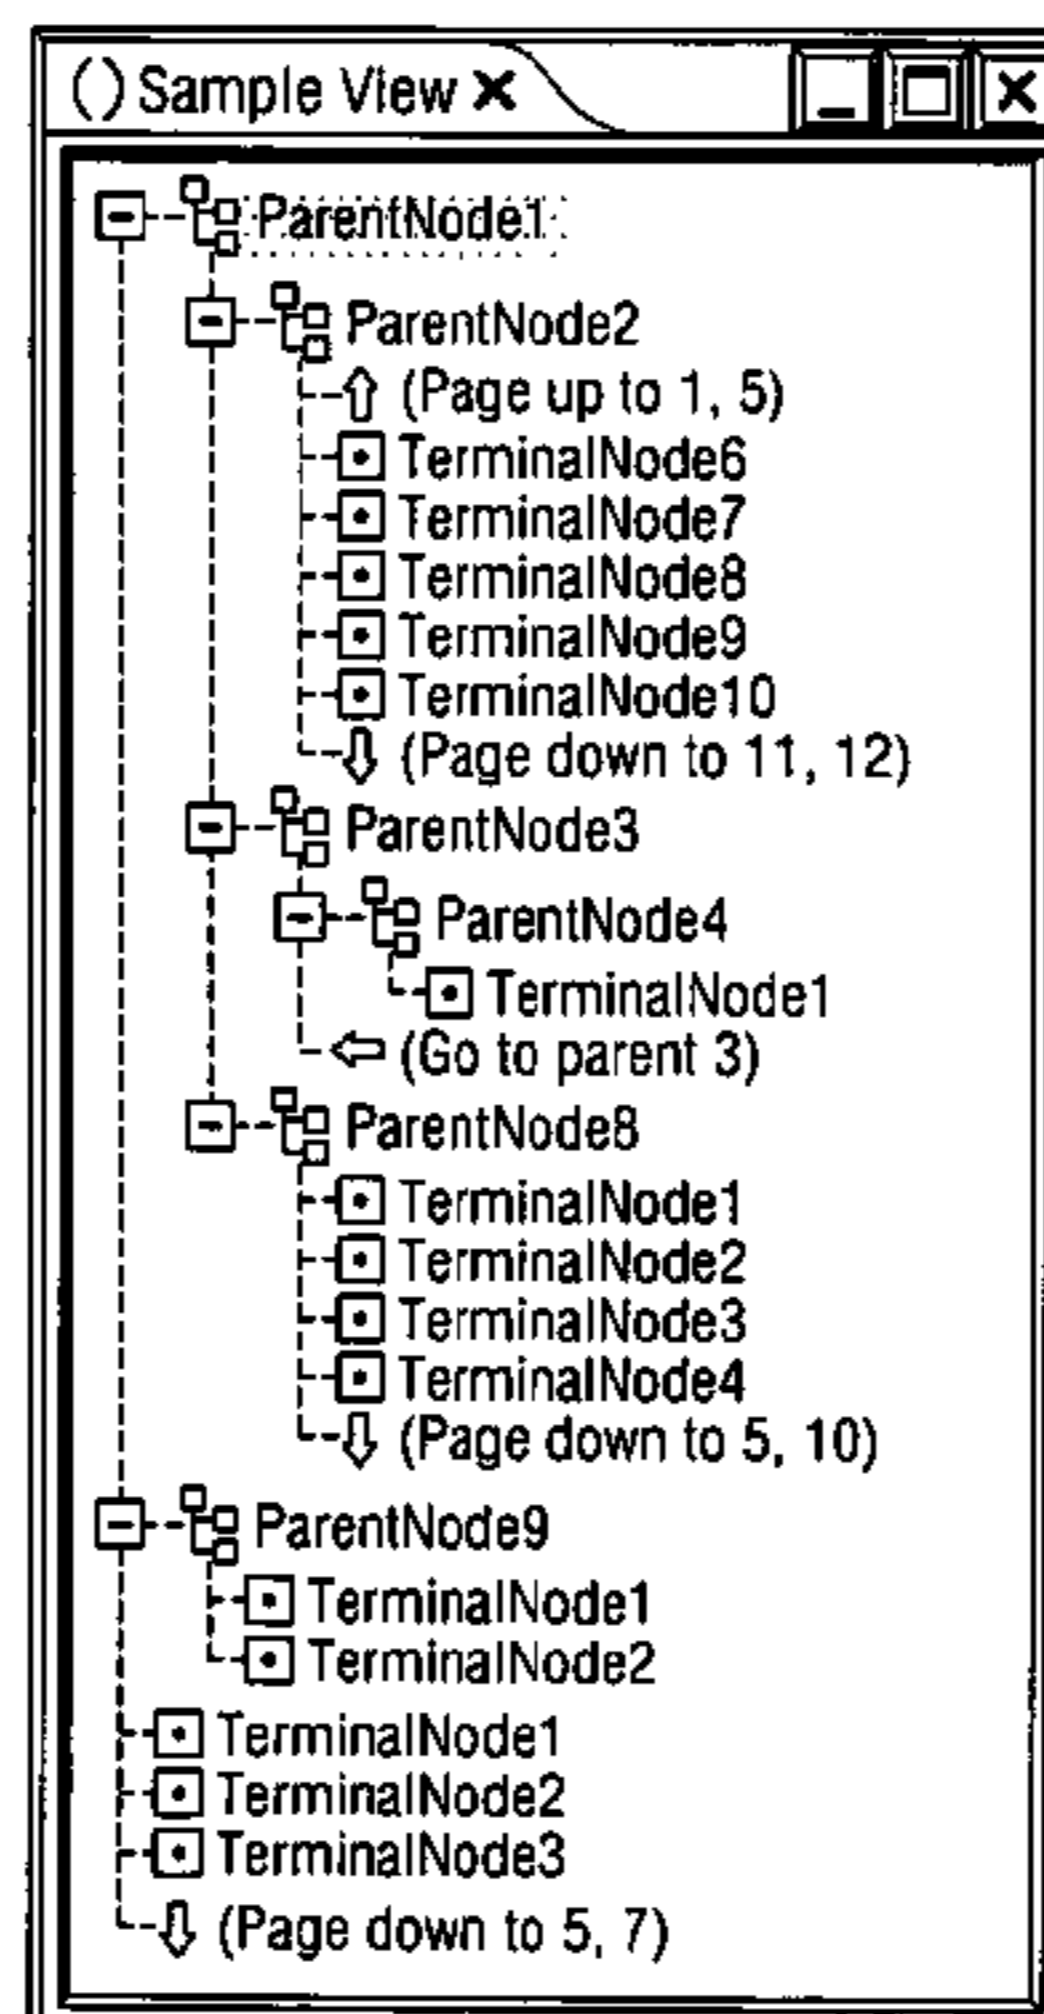 () Sample View ×
ParentNode1
ParentNode2
(Page up to 1, 5)
TerminalNode6
TerminalNode7
TerminalNode8
TerminalNode9
TerminalNode10
(Page down to 11, 12)
ParentNode3
ParentNode4
TerminalNode1
(Go to parent 3)
ParentNode8
TerminalNode1
TerminalNode2
TerminalNode3
TerminalNode4
(Page down to 5, 10)
ParentNode9
TerminalNode1
TerminalNode2
TerminalNode1
TerminalNode2
TerminalNode3
(Page down to 5, 7)